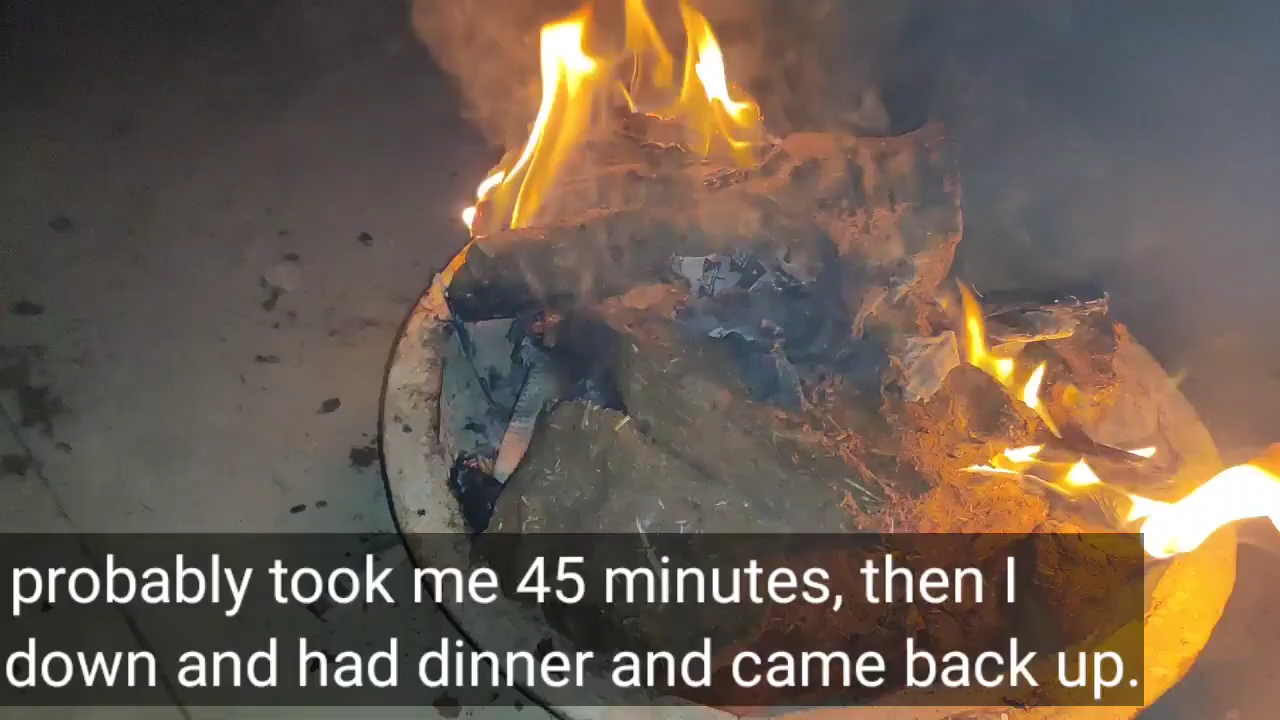 probably took me 45 minutes, then I
down and had dinner and came back up.